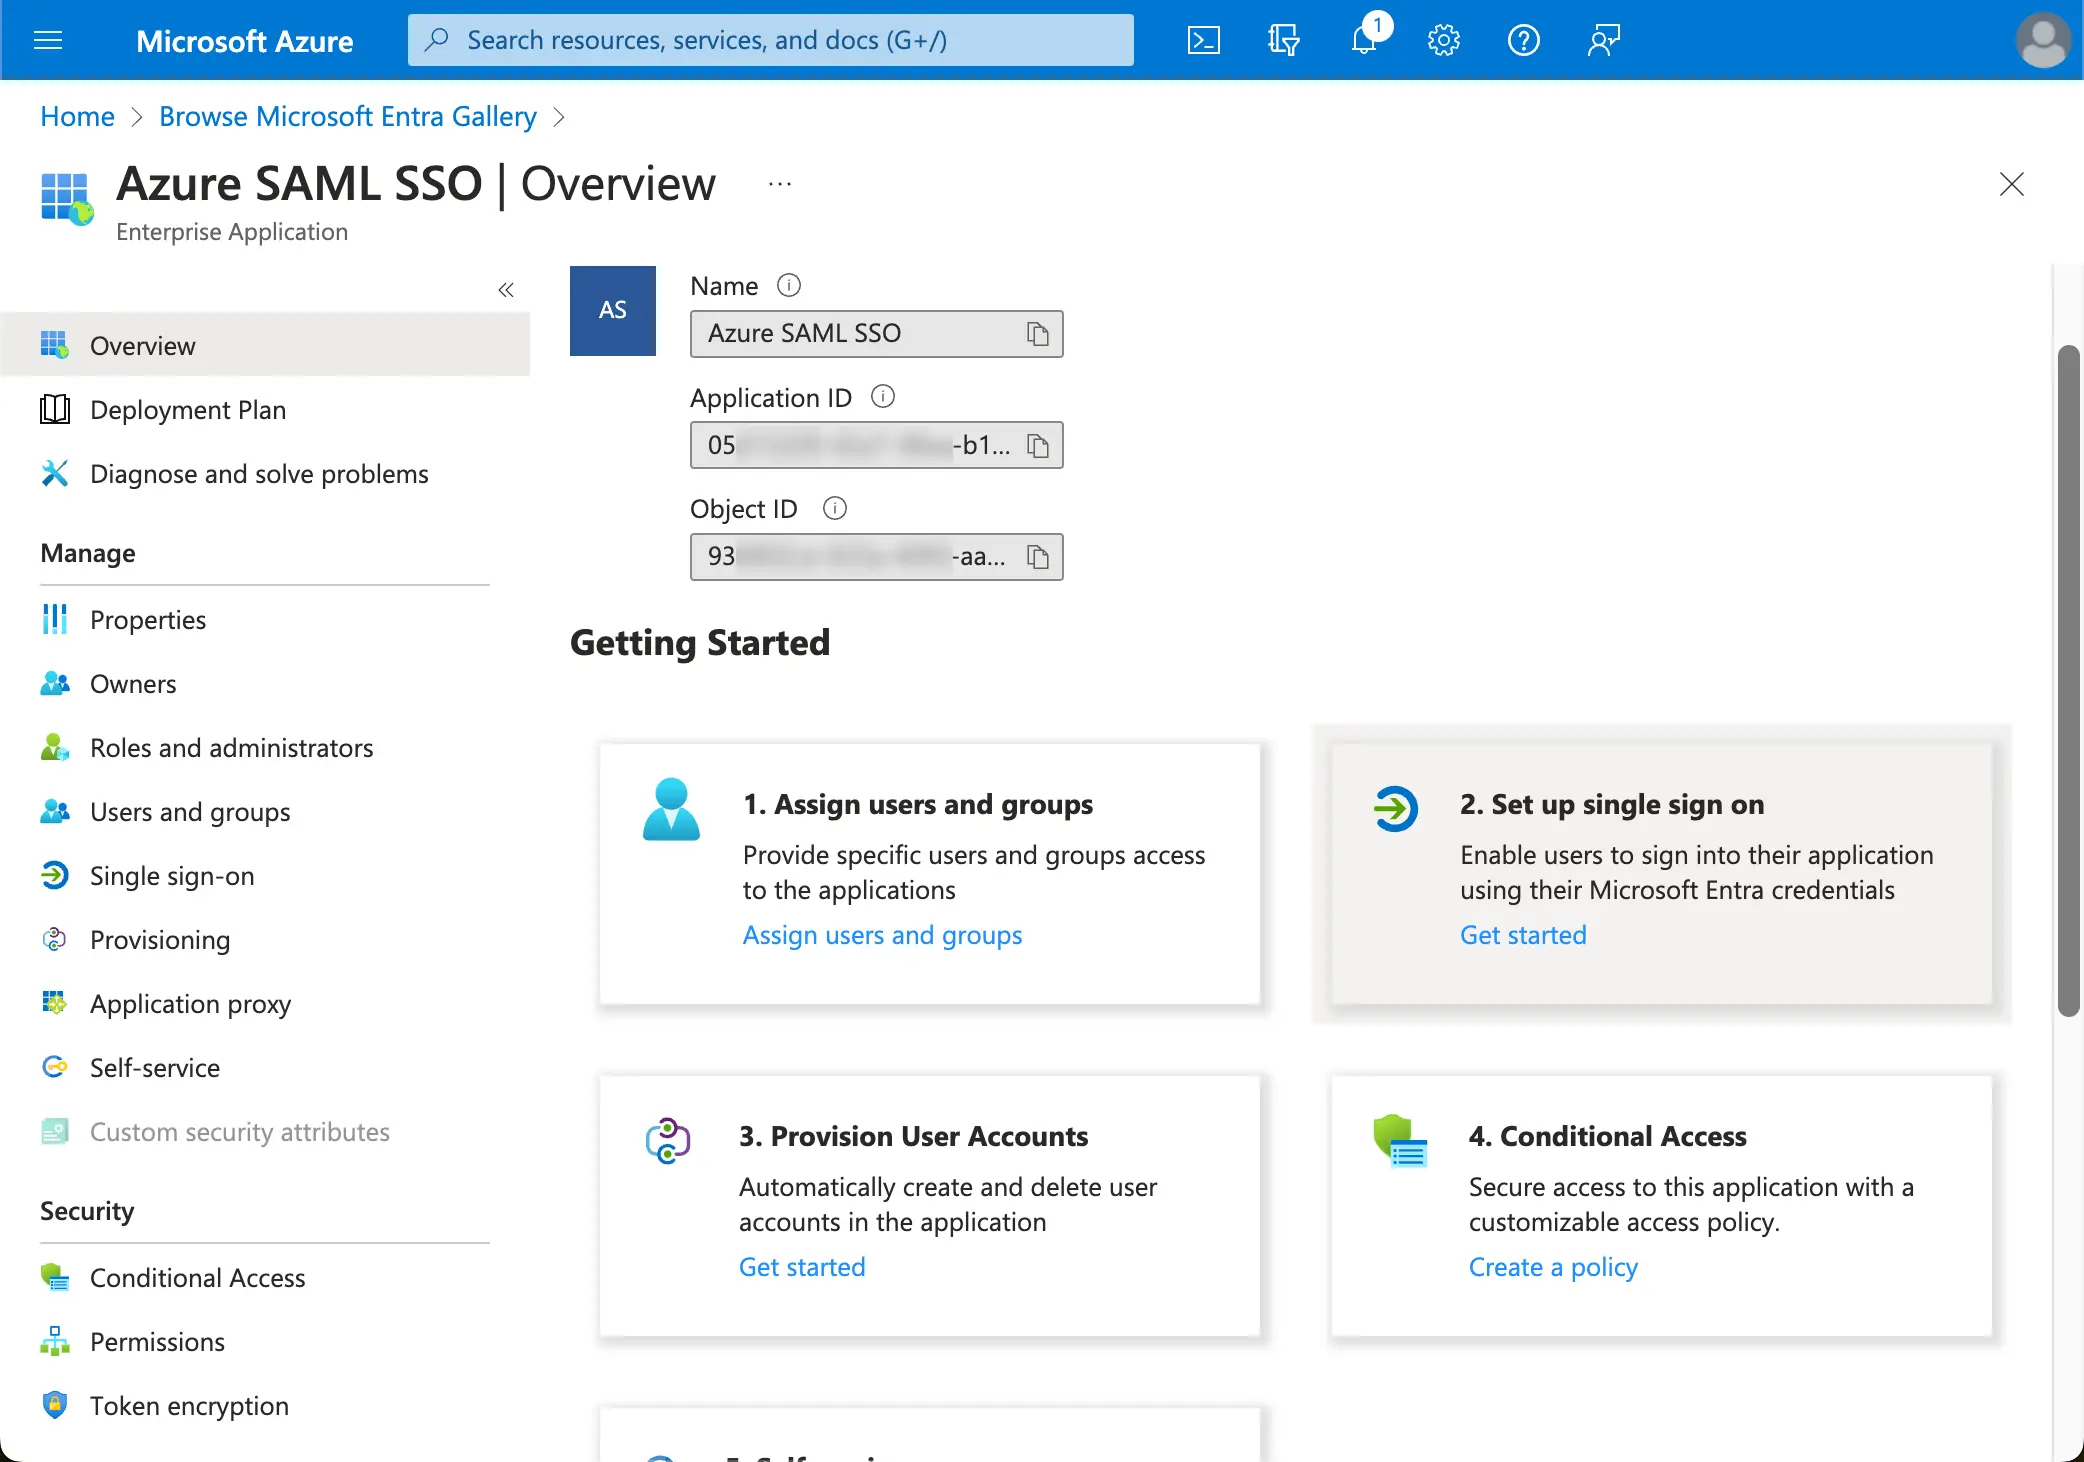 Microsoft Azure
Search resources, services, and docs (G+/)
1
Home > Browse Microsoft Entra Gallery >
Azure SAML SSO | Overview ...
Enterprise Application
«
Overview
Deployment Plan
Diagnose and solve problems
Manage
Properties
Owners
Roles and administrators
Users and groups
Single sign-on
Provisioning
Application proxy
Self-service
Custom security attributes
Security
Conditional Access
Permissions
Token encryption
AS
Name
Azure SAML SSO
Application ID
05 -b1...
Object ID
93 -aa...
Getting Started
1. Assign users and groups
Provide specific users and groups access
to the applications
Assign users and groups
2. Set up single sign on
Enable users to sign into their application
using their Microsoft Entra credentials
Get started
3. Provision User Accounts
Automatically create and delete user
accounts in the application
Get started
4. Conditional Access
Secure access to this application with a
customizable access policy.
Create a policy